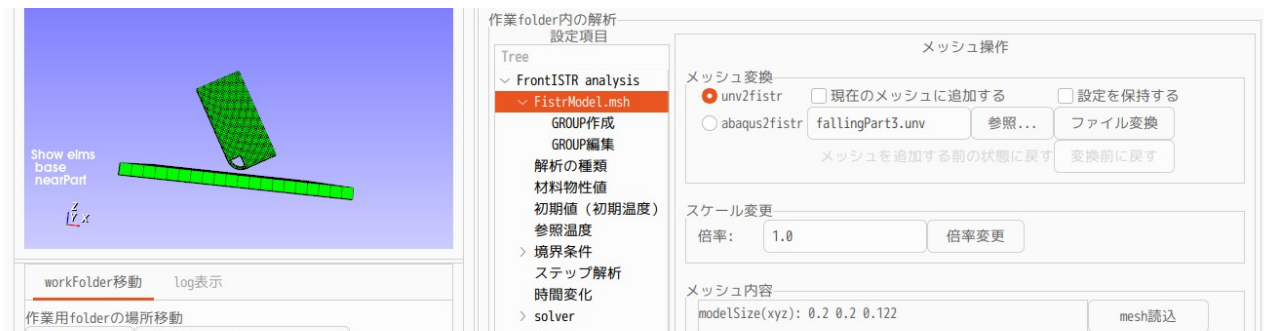 Show elms
base
nearPart
Z
Y X
workFolder移動 log表示
作業用folderの場所移動
作業folder内の解析
設定項目
Tree
FrontISTR analysis
FistrModel.msh
GROUP作成
GROUP編集
解析の種類
材料物性値
初期値（初期温度）
参照温度
境界条件
ステップ解析
時間変化
solver
メッシュ操作
メッシュ変換
unv2fistr 現在のメッシュに追加する 設定を保持する
abaqus2fistr fallingPart3.unv 参照... ファイル変換
メッシュを追加する前の状態に戻す 変換前に戻す
スケール変更
倍率: 1.0 倍率変更
メッシュ内容
modelSize(xyz): 0.2 0.2 0.122 mesh読込